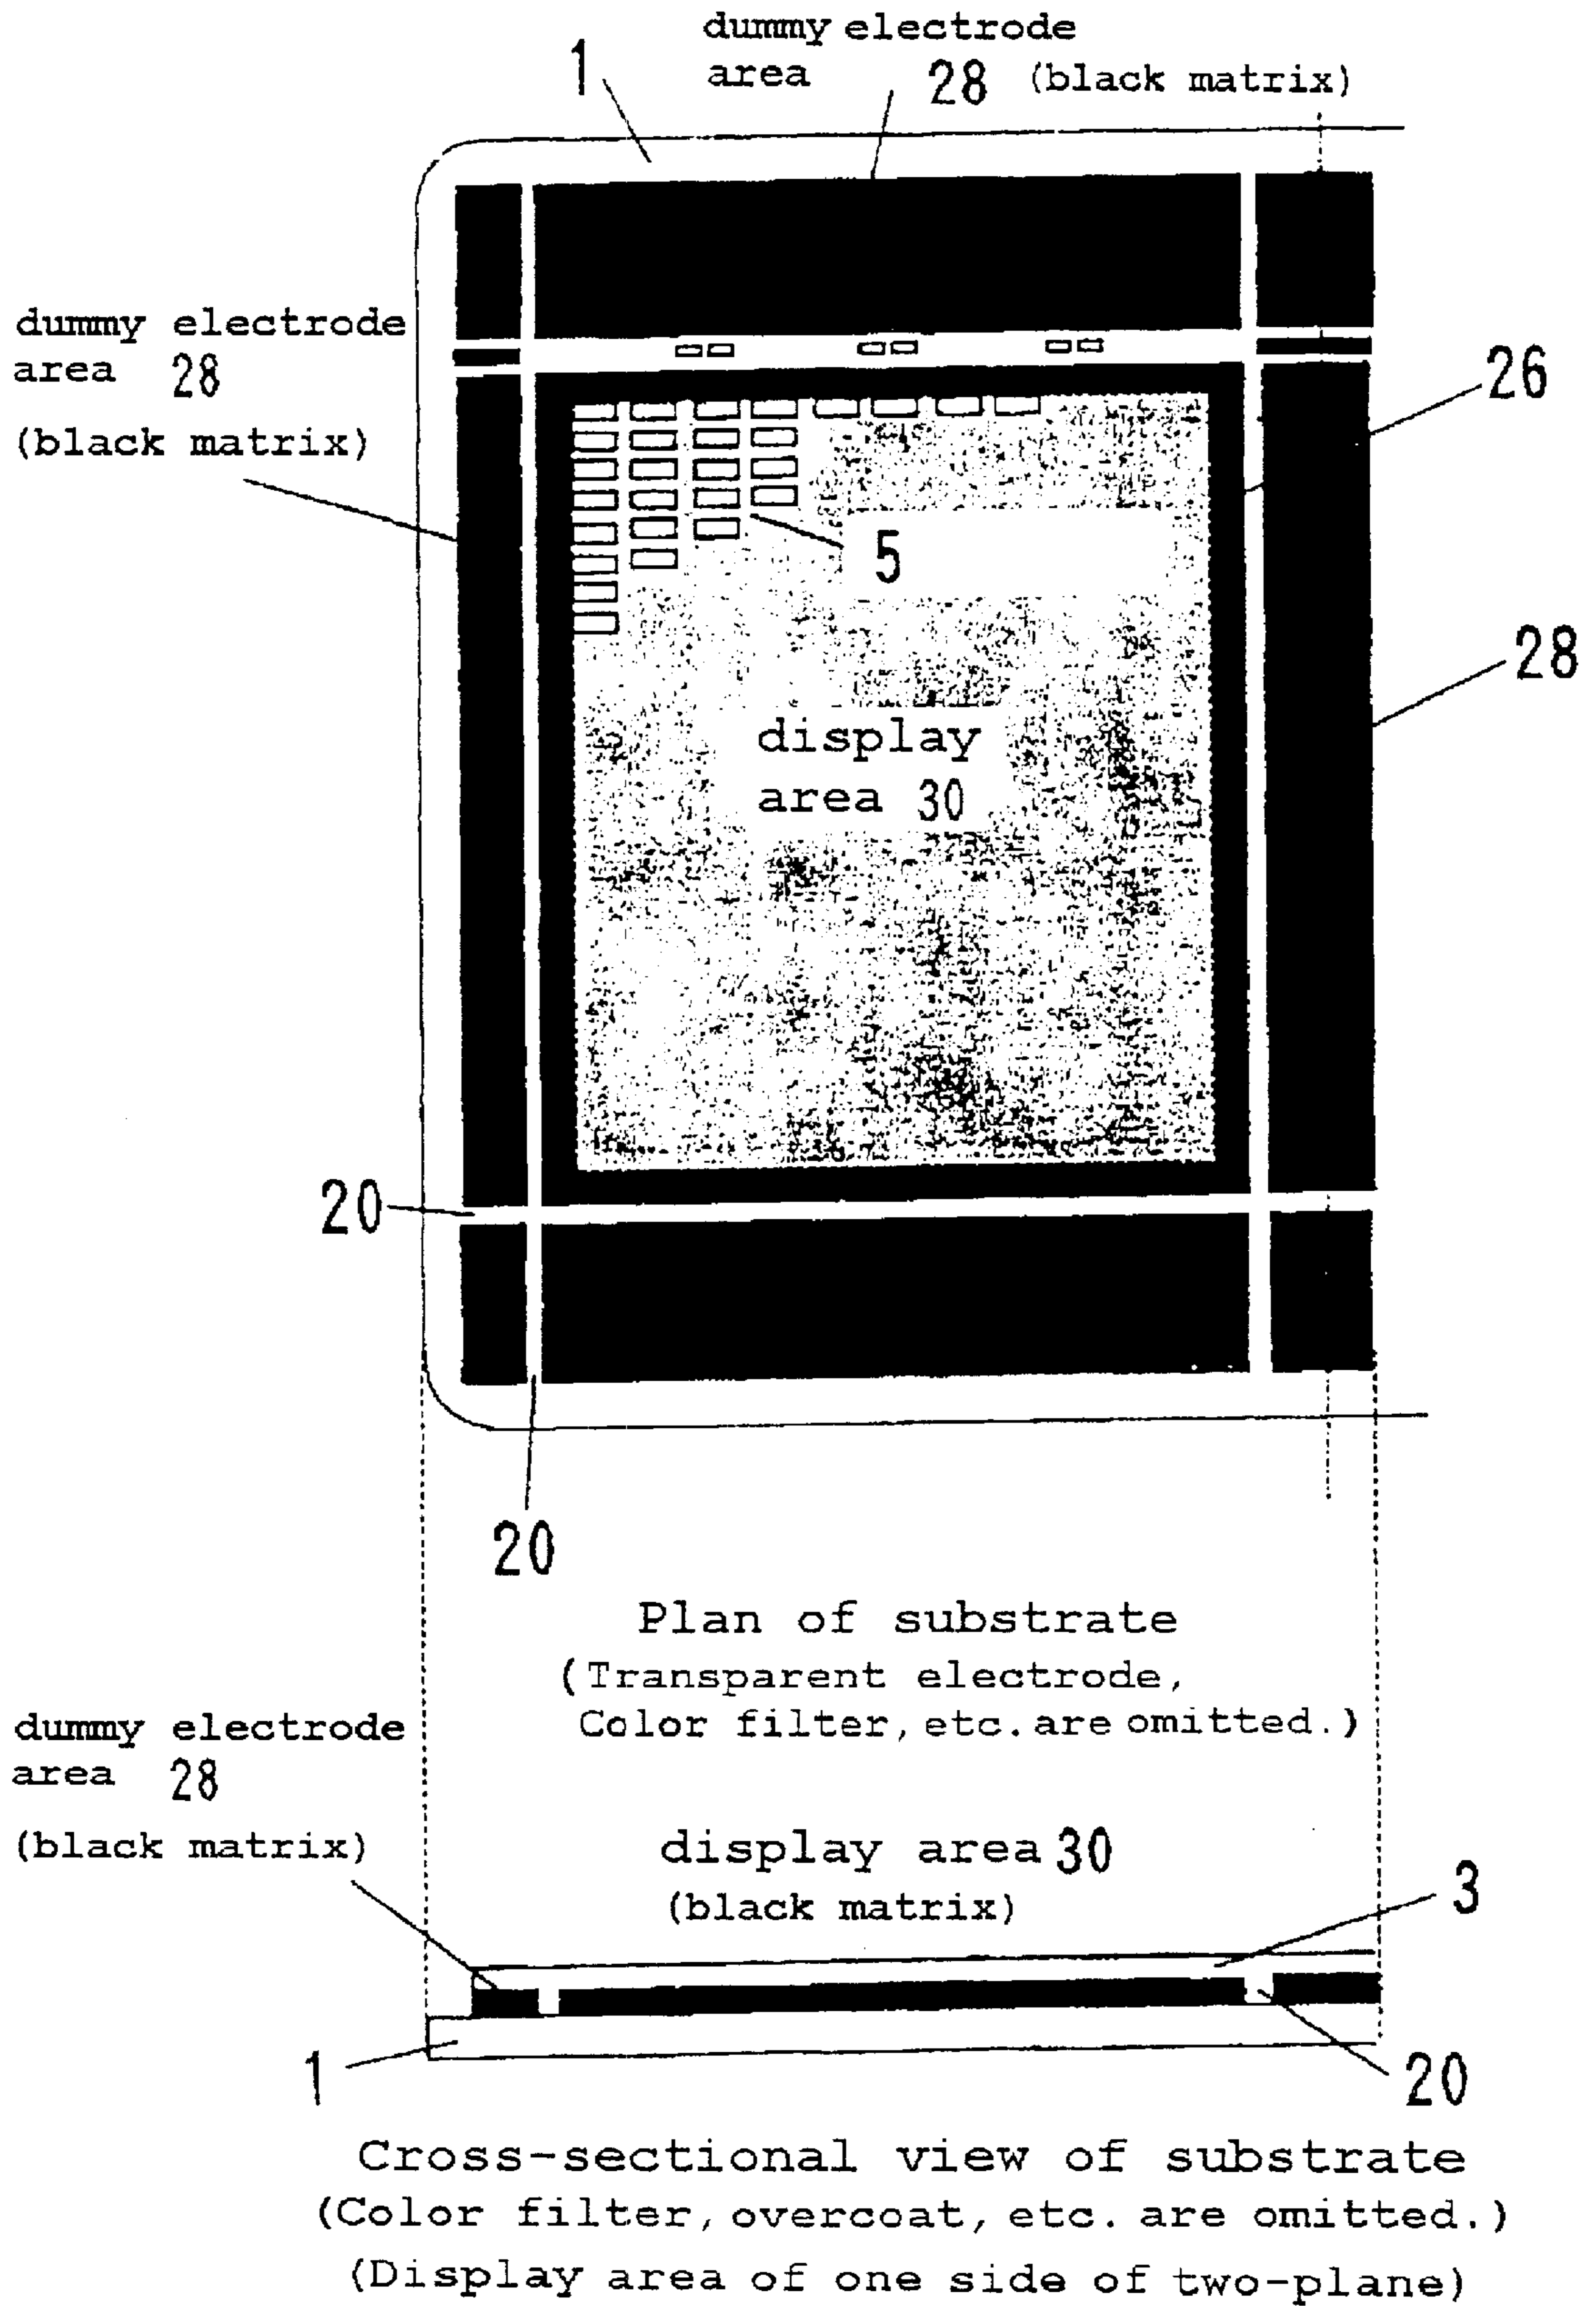 dummy electrode
area 28 (black matrix)
1
dummy electrode
area 28
(black matrix)
26
5
28
display
area 30
20
20
Plan of substrate
(Transparent electrode,
Color filter, etc. are omitted.)
dummy electrode
area 28
(black matrix)
display area 30
(black matrix)
3
1
20
Cross-sectional view of substrate
(Color filter, overcoat, etc. are omitted.)
(Display area of one side of two-plane)